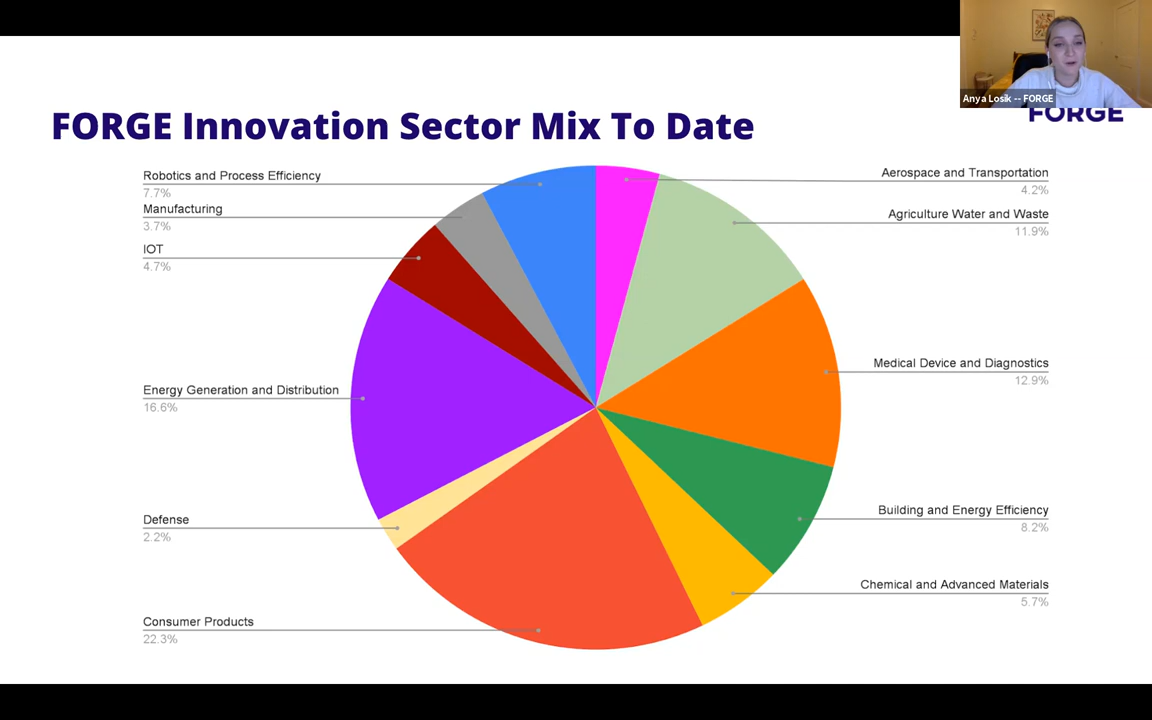 Anya Losik -- FORGE
FORGE
FORGE Innovation Sector Mix To Date
Robotics and Process Efficiency
7.7%
Manufacturing
3.7%
IOT
4.7%
Energy Generation and Distribution
16.6%
Defense
2.2%
Consumer Products
22.3%
Aerospace and Transportation
4.2%
Agriculture Water and Waste
11.9%
Medical Device and Diagnostics
12.9%
Building and Energy Efficiency
8.2%
Chemical and Advanced Materials
5.7%